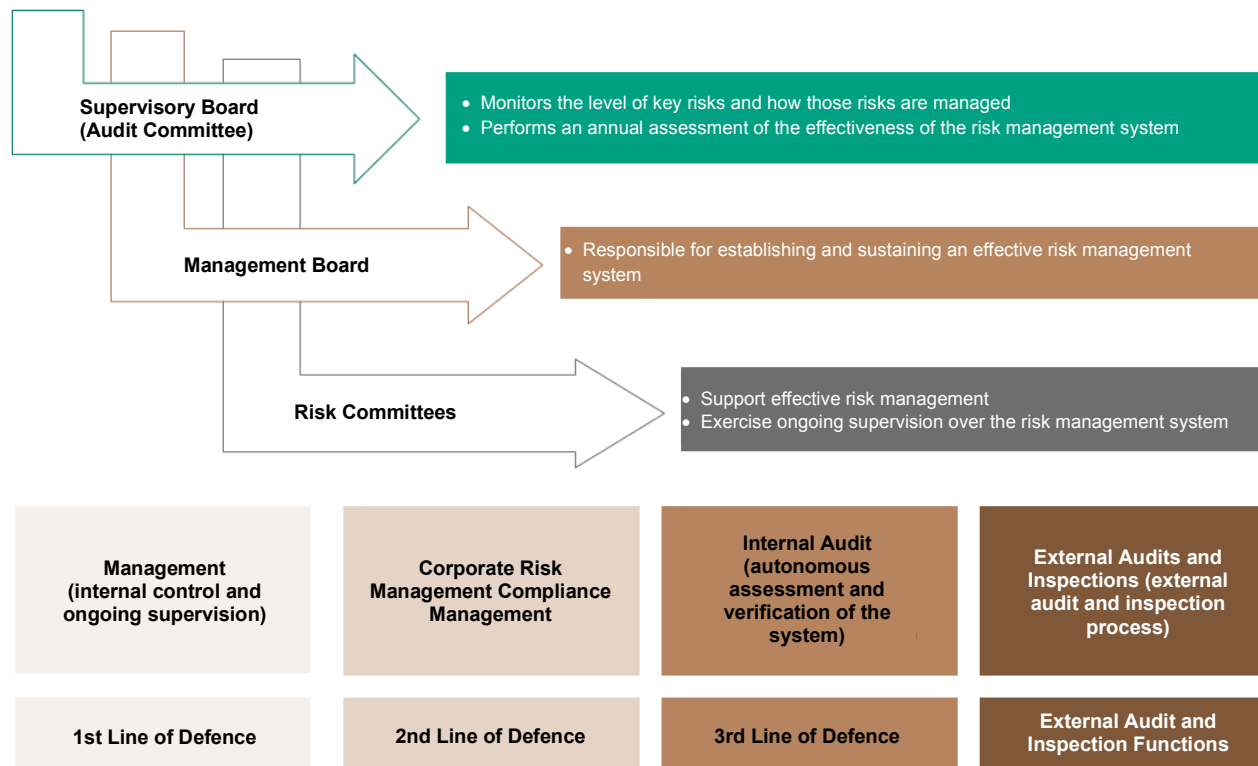 Supervisory Board
(Audit Committee)
• Monitors the level of key risks and how those risks are managed
• Performs an annual assessment of the effectiveness of the risk management system
Management Board
• Responsible for establishing and sustaining an effective risk management
system
Risk Committees
• Support effective risk management
• Exercise ongoing supervision over the risk management system
Management
(internal control and
ongoing supervision)
Corporate Risk
Management Compliance
Management
Internal Audit
(autonomous
assessment and
verification of the
system)
External Audits and
Inspections (external
audit and inspection
process)
1st Line of Defence
2nd Line of Defence
3rd Line of Defence
External Audit and
Inspection Functions